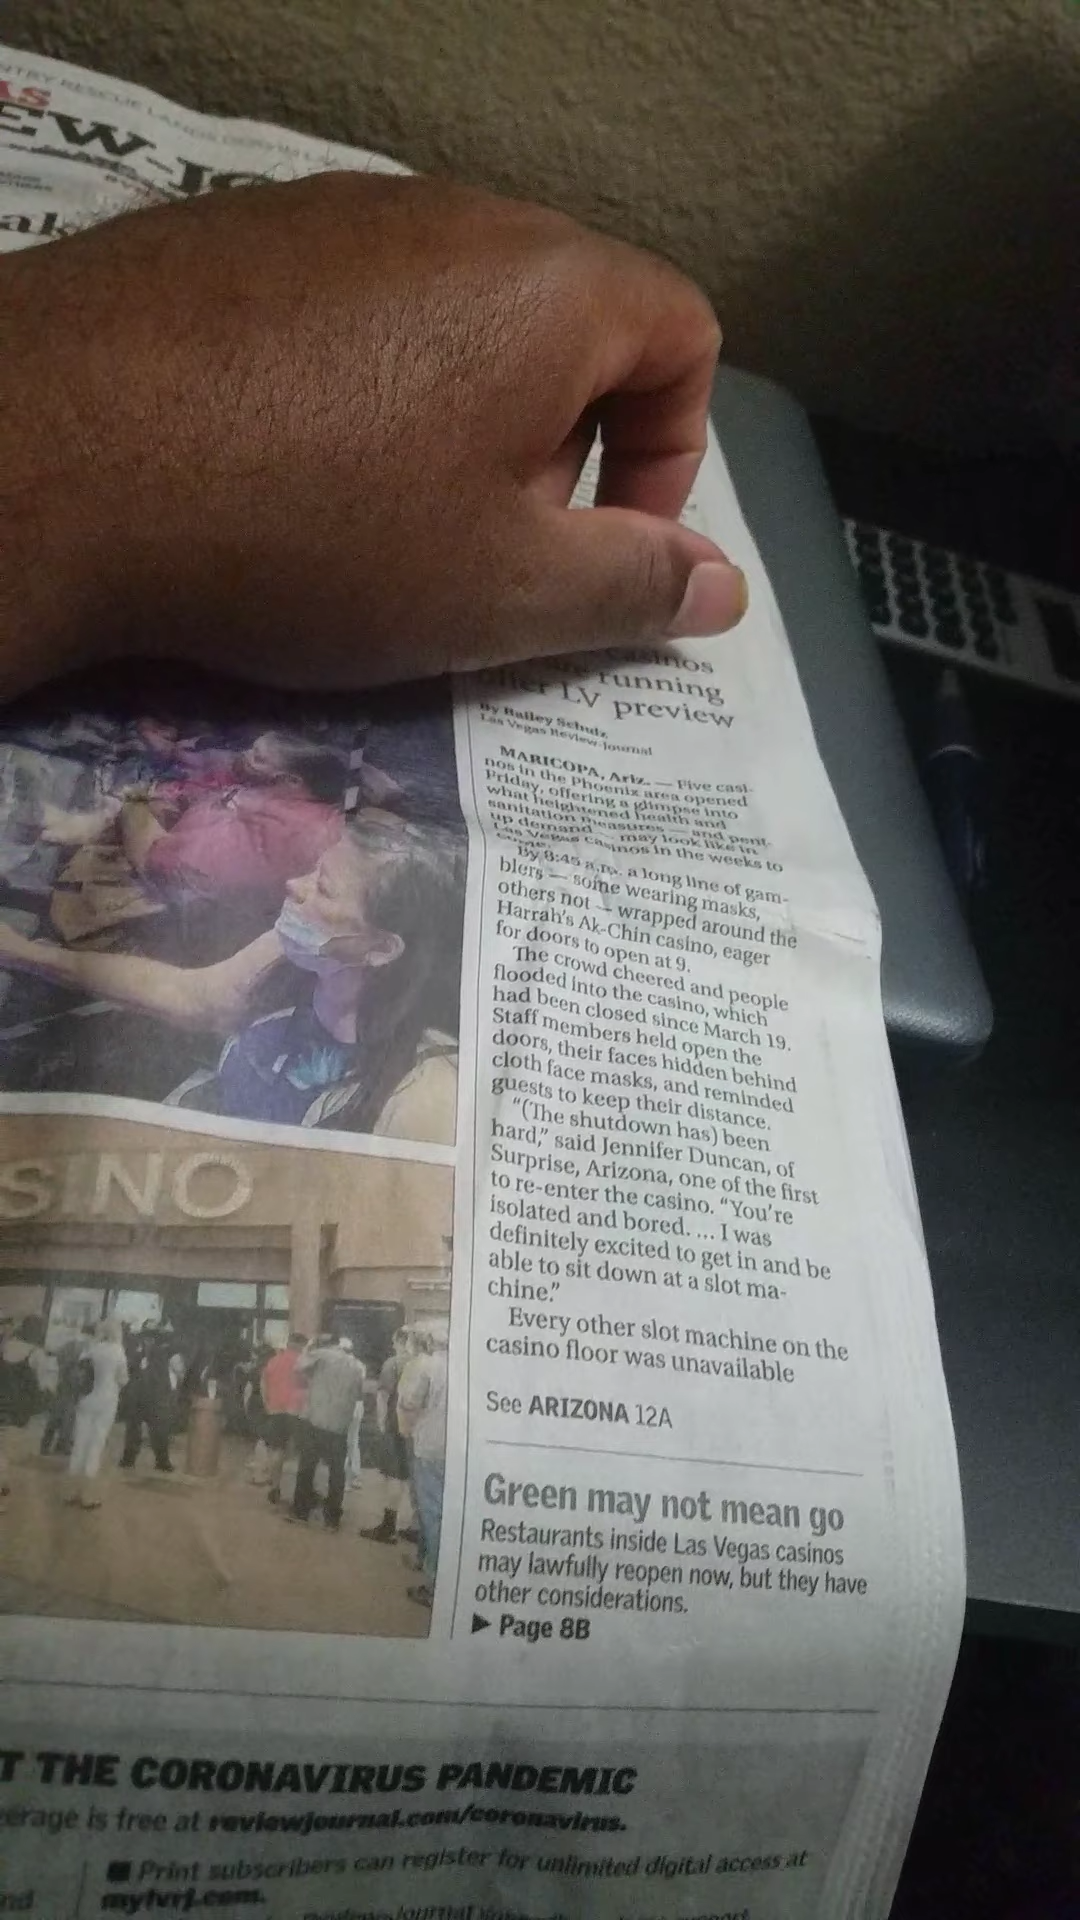 AS
EW-JO
ak
casinos
running
offer LV preview
By Bailey Schulz
Las Vegas Review-Journal
MARICOPA, Ariz. — Five casi-
nos in the Phoenix area opened
Friday, offering a glimpse into
what heightened health and
sanitation measures — and pent-
up demand — may look like in
Las Vegas casinos in the weeks to
come.
By 8:45 a.m. a long line of gam-
blers — some wearing masks,
others not — wrapped around the
Harrah's Ak-Chin casino, eager
for doors to open at 9.
The crowd cheered and people
flooded into the casino, which
had been closed since March 19.
Staff members held open the
doors, their faces hidden behind
cloth face masks, and reminded
guests to keep their distance.
“(The shutdown has) been
hard,” said Jennifer Duncan, of
Surprise, Arizona, one of the first
to re-enter the casino. “You're
isolated and bored. ... I was
definitely excited to get in and be
able to sit down at a slot ma-
chine.”
Every other slot machine on the
casino floor was unavailable
See ARIZONA 12A
Green may not mean go
Restaurants inside Las Vegas casinos
may lawfully reopen now, but they have
other considerations.
▶ Page 8B
SINO
T THE CORONAVIRUS PANDEMIC
erage is free at reviewjournal.com/coronavirus.
■ Print subscribers can register for unlimited digital access at
mylvrj.com.